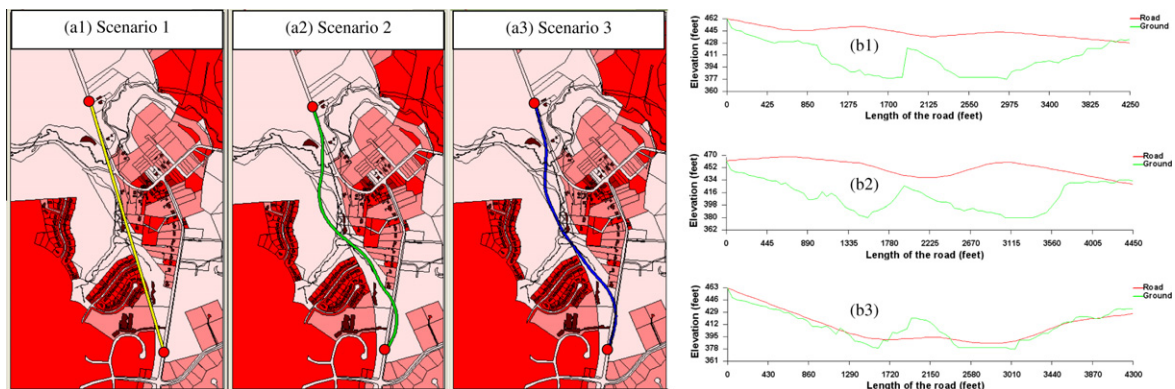 (a1) Scenario 1
(a2) Scenario 2
(a3) Scenario 3
Elevation (feet)
462
445
428
411
394
377
360
0 425 850 1275 1700 2125 2550 2975 3400 3825 4250
Length of the road (feet)
(b1)
Road
Ground
Elevation (feet)
470
452
434
416
398
380
362
0 445 890 1335 1780 2225 2670 3115 3560 4005 4450
Length of the road (feet)
(b2)
Road
Ground
Elevation (feet)
463
446
429
412
395
378
361
0 430 860 1290 1720 2150 2580 3010 3440 3870 4300
Length of the road (feet)
(b3)
Road
Ground